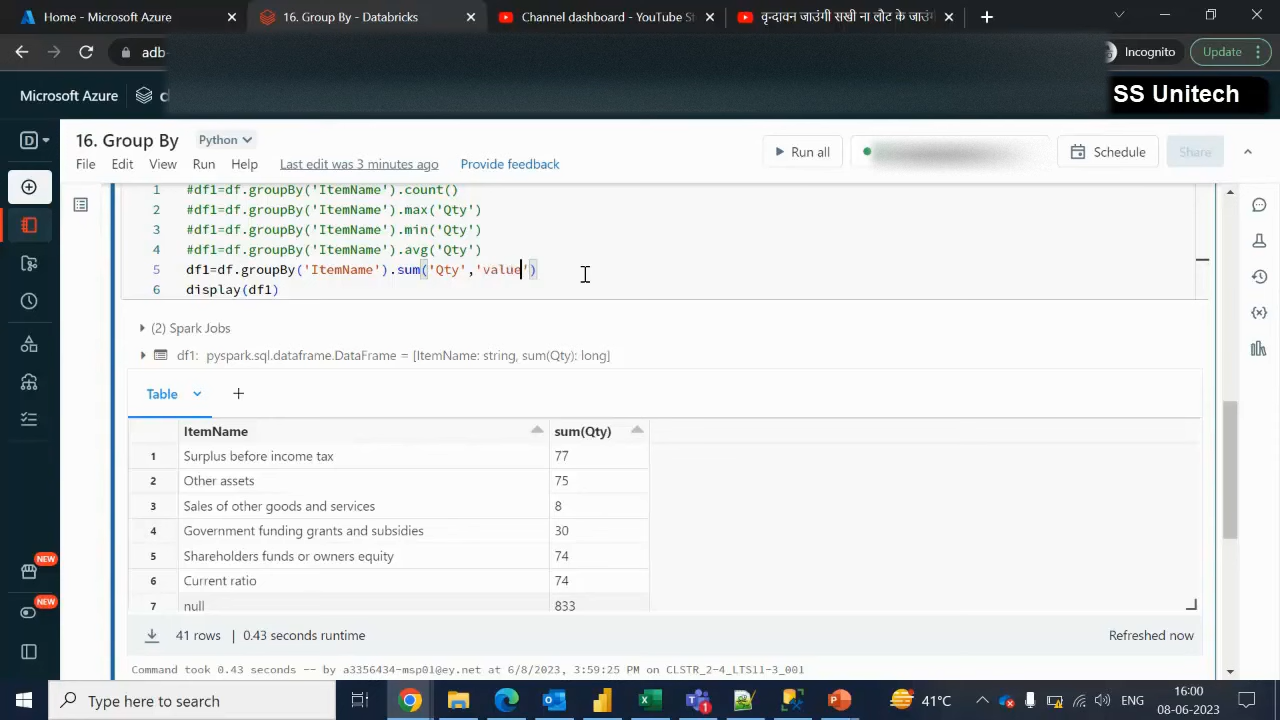 Home - Microsoft Azure
16. Group By - Databricks
Channel dashboard - YouTube St
वृन्दावन जाउंगी सखी ना लौट के जाउंगी
adb-
Incognito
Update
Microsoft Azure
SS Unitech
16. Group By
Python
File Edit View Run Help
Last edit was 3 minutes ago
Provide feedback
Run all
Schedule
Share
1 #df1=df.groupBy('ItemName').count()
2 #df1=df.groupBy('ItemName').max('Qty')
3 #df1=df.groupBy('ItemName').min('Qty')
4 #df1=df.groupBy('ItemName').avg('Qty')
5 df1=df.groupBy('ItemName').sum('Qty','value')
6 display(df1)
(2) Spark Jobs
df1: pyspark.sql.dataframe.DataFrame = [ItemName: string, sum(Qty): long]
Table
ItemName sum(Qty)
1 Surplus before income tax 77
2 Other assets 75
3 Sales of other goods and services 8
4 Government funding grants and subsidies 30
5 Shareholders funds or owners equity 74
6 Current ratio 74
7 null 833
41 rows | 0.43 seconds runtime
Refreshed now
Command took 0.43 seconds -- by a3356434-msp01@ey.net at 6/8/2023, 3:59:25 PM on CLSTR_2-4_LTS11-3_001
NEW
NEW
Type here to search
41°C
ENG
16:00
08-06-2023